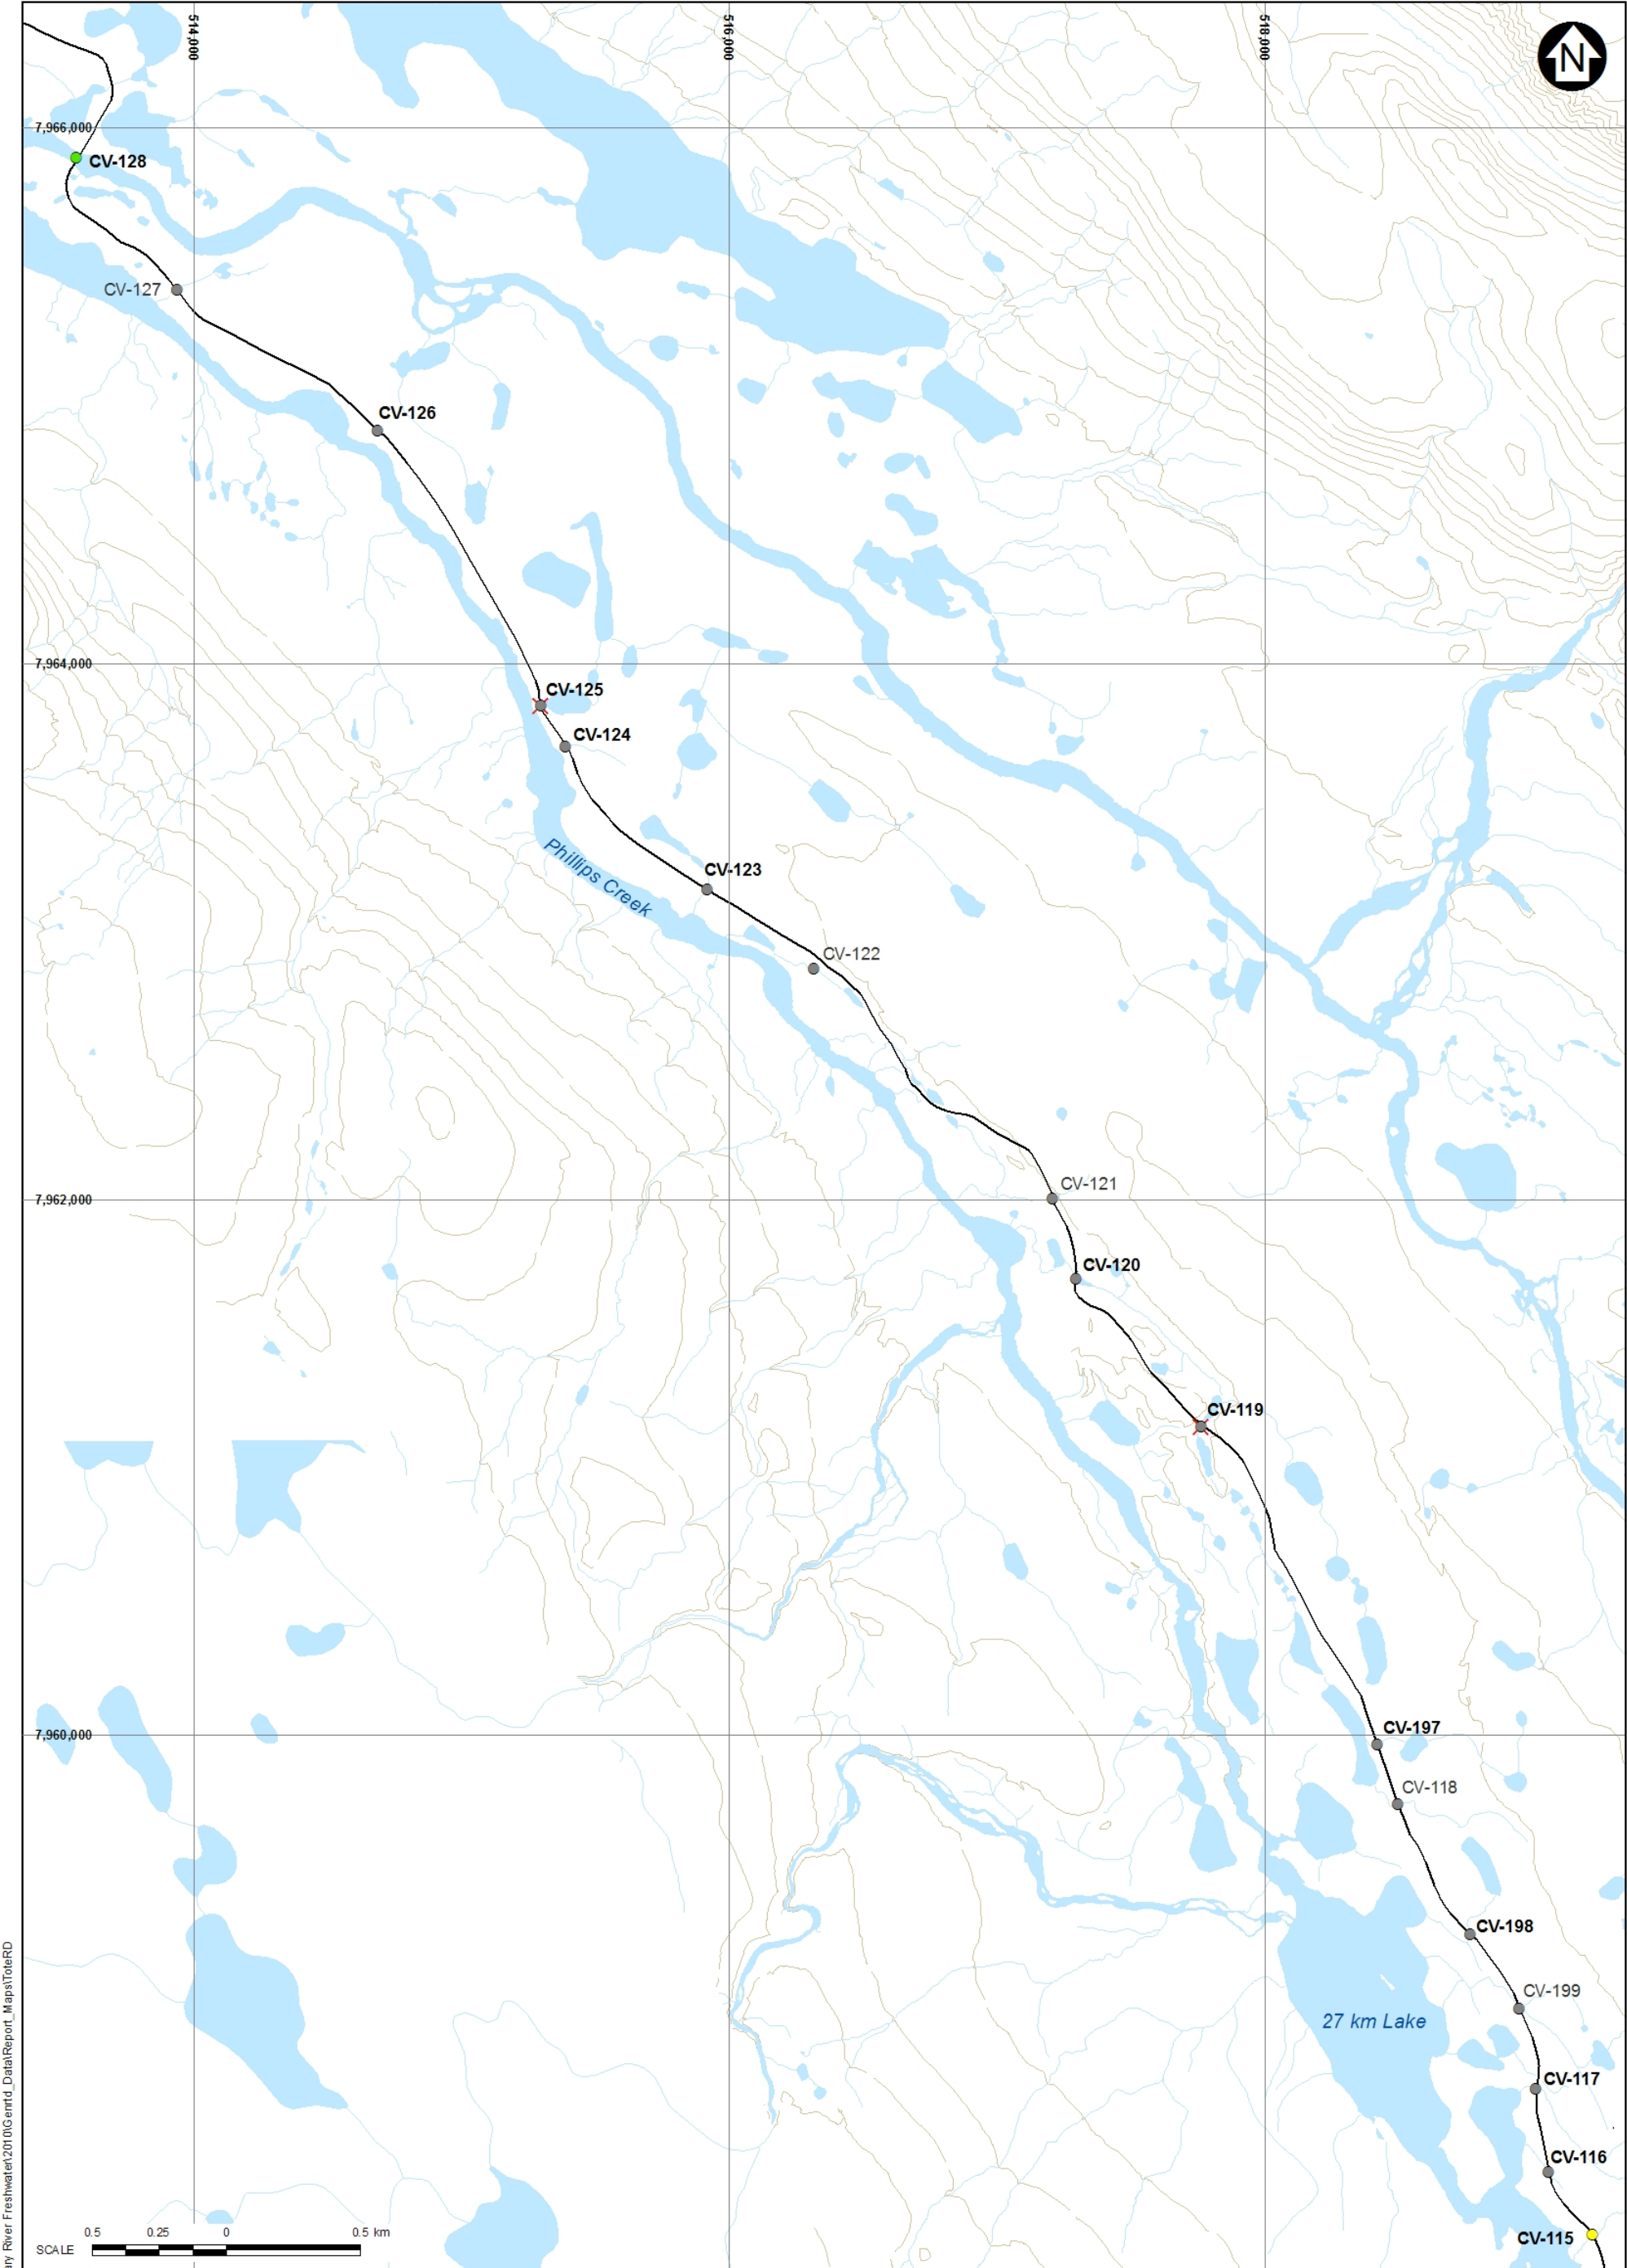 514,000
516,000
518,000
N
7,966,000
CV-128
CV-127
CV-126
7,964,000
CV-125
CV-124
Phillips Creek
CV-123
CV-122
7,962,000
CV-121
CV-120
CV-119
7,960,000
CV-197
CV-118
CV-198
CV-199
27 km Lake
CV-117
CV-116
CV-115
0.5 0.25 0 0.5 km
SCALE
River Freshwater\2010\Genrtd_Data\Report_Maps\ToteRD